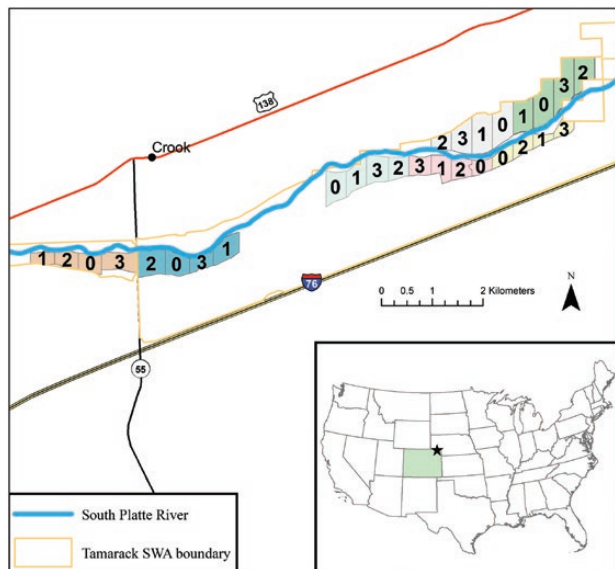 138
Crook
2 3 1 0 1 0 3 2
0 1 3 2 3 1 2 0 0 2 1 3
1 2 0 3 2 0 3 1
76
N
0 0.5 1 2 Kilometers
55
South Platte River
Tamarack SWA boundary